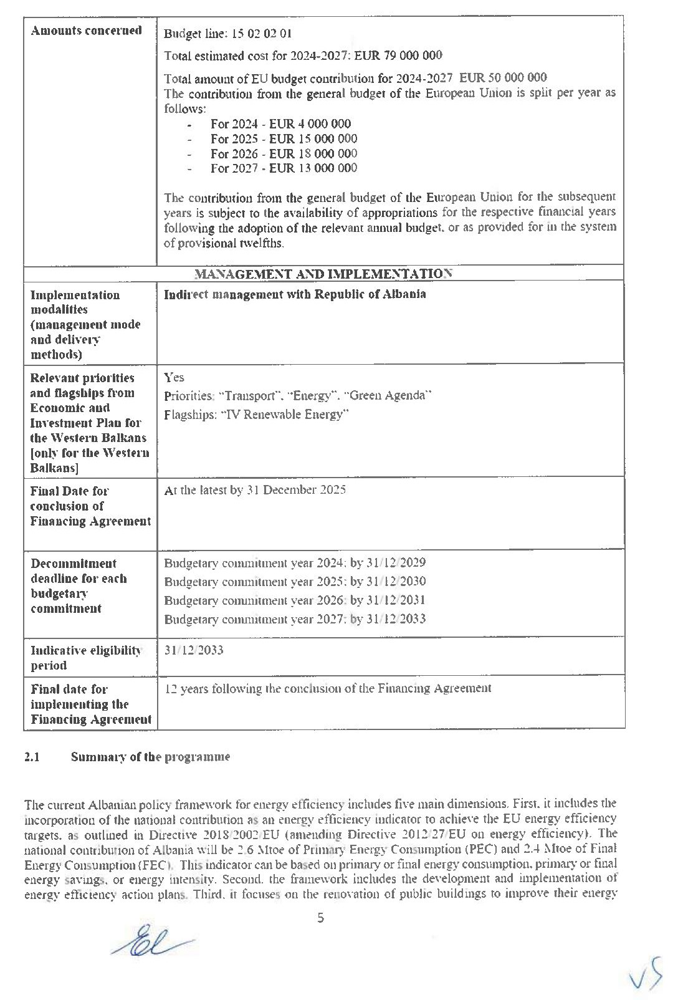 Amounts concerned
Budget line: 15 02 02 01
Total estimated cost for 2024-2027: EUR 79 000 000
Total amount of EU budget contribution for 2024-2027 EUR 50 000 000
The contribution from the general budget of the European Union is split per year as
follows:
- For 2024 - EUR 4 000 000
- For 2025 - EUR 15 000 000
- For 2026 - EUR 18 000 000
- For 2027 - EUR 13 000 000
The contribution from the general budget of the European Union for the subsequent
years is subject to the availability of appropriations for the respective financial years
following the adoption of the relevant annual budget, or as provided for in the system
of provisional twelfths.
MANAGEMENT AND IMPLEMENTATION
Implementation
modalities
(management mode
and delivery
methods)
Indirect management with Republic of Albania
Relevant priorities
and flagships from
Economic and
Investment Plan for
the Western Balkans
[only for the Western
Balkans]
Yes
Priorities: "Transport", "Energy", "Green Agenda"
Flagships: "IV Renewable Energy"
Final Date for
conclusion of
Financing Agreement
At the latest by 31 December 2025
Decommitment
deadline for each
budgetary
commitment
Budgetary commitment year 2024: by 31/12/2029
Budgetary commitment year 2025: by 31/12/2030
Budgetary commitment year 2026: by 31/12/2031
Budgetary commitment year 2027: by 31/12/2033
Indicative eligibility
period
31/12/2033
Final date for
implementing the
Financing Agreement
12 years following the conclusion of the Financing Agreement
2.1 Summary of the programme
The current Albanian policy framework for energy efficiency includes five main dimensions. First, it includes the
incorporation of the national contribution as an energy efficiency indicator to achieve the EU energy efficiency
targets, as outlined in Directive 2018/2002/EU (amending Directive 2012/27/EU on energy efficiency). The
national contribution of Albania will be 2.6 Mtoe of Primary Energy Consumption (PEC) and 2.4 Mtoe of Final
Energy Consumption (FEC). This indicator can be based on primary or final energy consumption, primary or final
energy savings, or energy intensity. Second, the framework includes the development and implementation of
energy efficiency action plans. Third, it focuses on the renovation of public buildings to improve their energy
5
VS